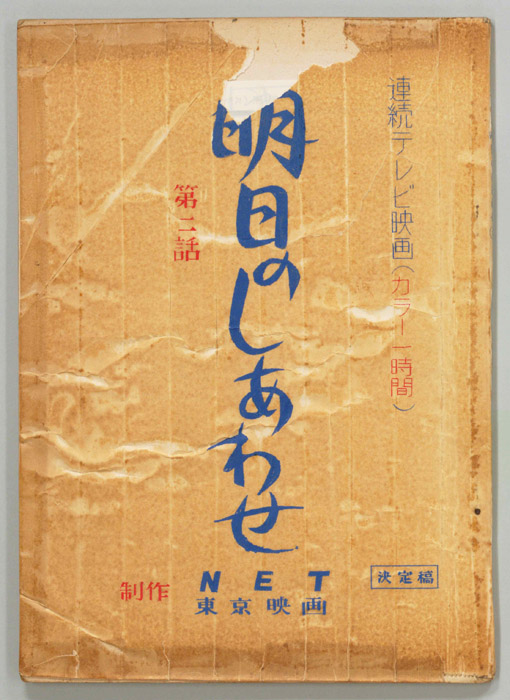 連続テレビ映画(カラー一時間)
明日のしあわせ
第二話
制作 NET
東京映画
決定稿